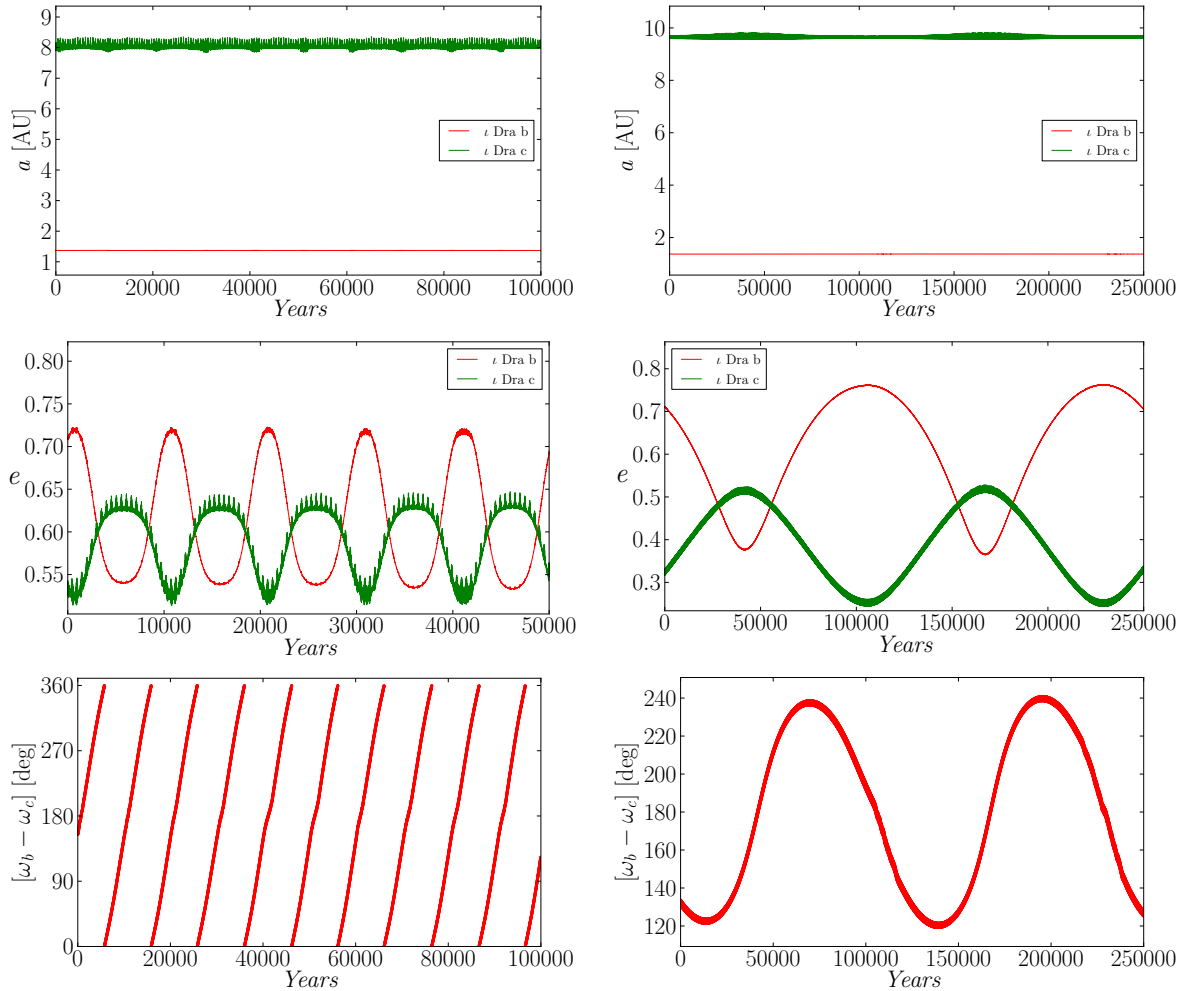 9
8
7
6
5
4
3
2
1
a [AU]
ι Dra b
ι Dra c
0 20000 40000 60000 80000 100000
Years
10
8
6
4
2
a [AU]
ι Dra b
ι Dra c
0 50000 100000 150000 200000 250000
Years
0.80
0.75
0.70
0.65
0.60
0.55
e
ι Dra b
ι Dra c
0 10000 20000 30000 40000 50000
Years
0.8
0.7
0.6
0.5
0.4
0.3
e
ι Dra b
ι Dra c
0 50000 100000 150000 200000 250000
Years
360
270
180
90
0
[ω_b − ω_c] [deg]
0 20000 40000 60000 80000 100000
Years
240
220
200
180
160
140
120
[ω_b − ω_c] [deg]
0 50000 100000 150000 200000 250000
Years